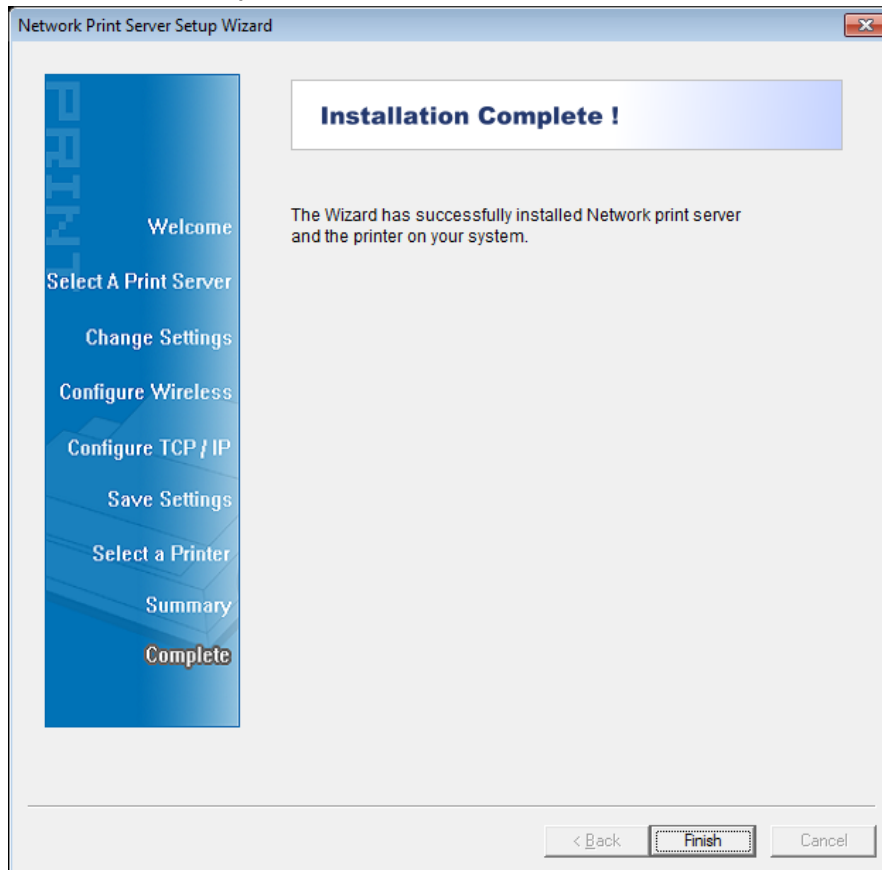 Network Print Server Setup Wizard
PRINT
Installation Complete !
The Wizard has successfully installed Network print server
and the printer on your system.
Welcome
Select A Print Server
Change Settings
Configure Wireless
Configure TCP / IP
Save Settings
Select a Printer
Summary
Complete
< Back
Finish
Cancel